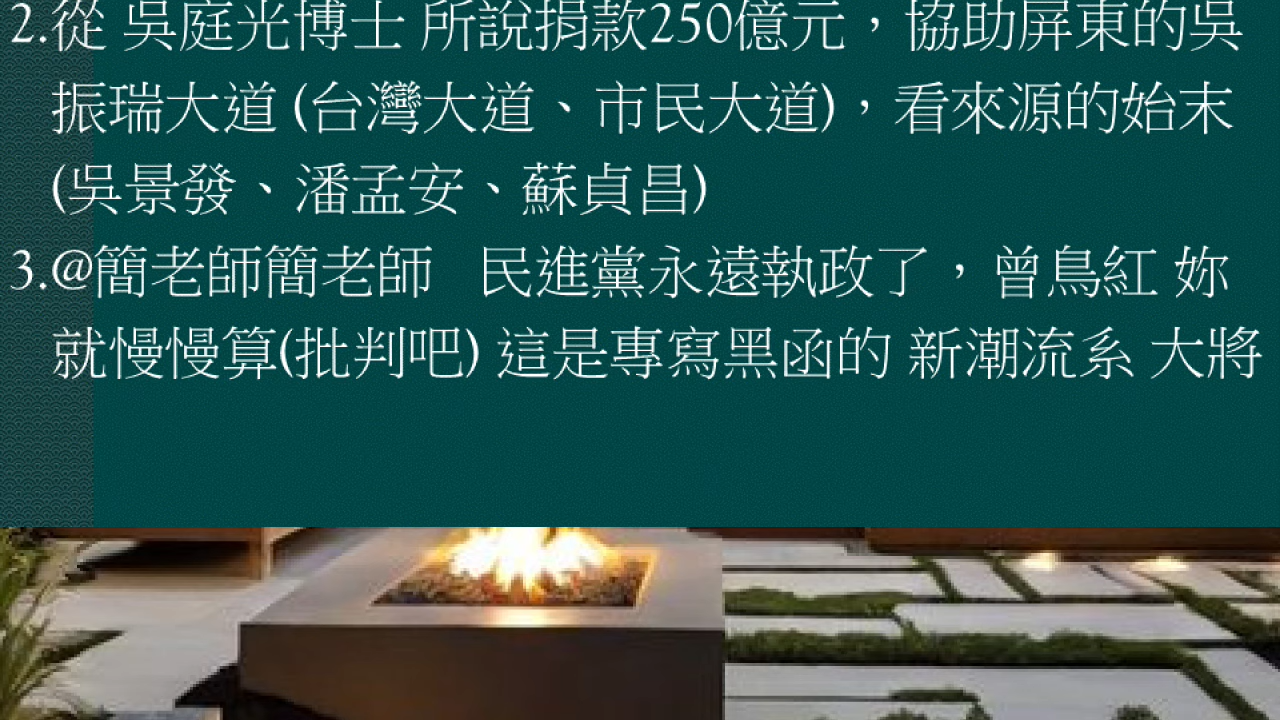 2.從 吳庭光博士 所說捐款250億元，協助屏東的吳
振瑞大道 (台灣大道、市民大道)，看來源的始末
(吳景發、潘孟安、蘇貞昌)
3.@簡老師簡老師 民進黨永遠執政了，曾鳥紅 妳
就慢慢算(批判吧) 這是專寫黑函的 新潮流系 大將